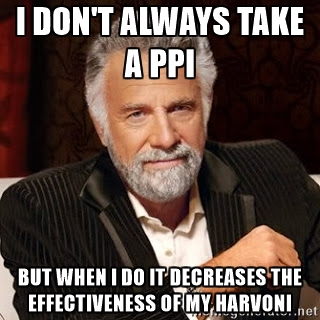 I DON'T ALWAYS TAKE
A PPI
BUT WHEN I DO IT DECREASES THE
EFFECTIVENESS OF MY HARVONI